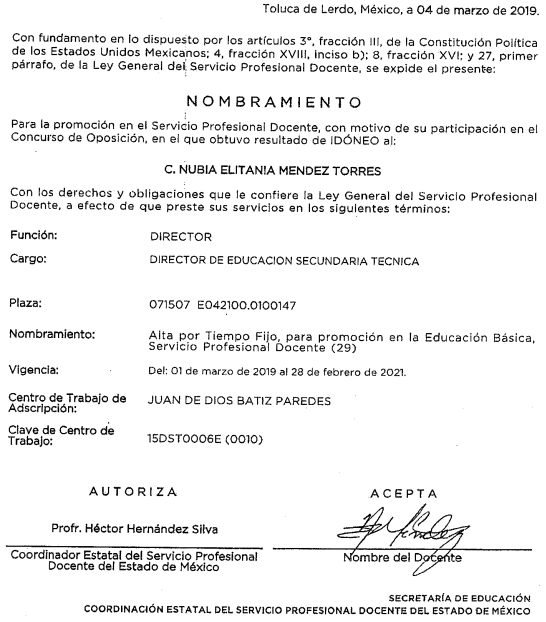 Toluca de Lerdo, México, a 04 de marzo de 2019.
Con fundamento en lo dispuesto por los artículos 3°, fracción III, de la Constitución Política
de los Estados Unidos Mexicanos; 4, fracción XVIII, inciso b); 8, fracción XVI; y 27, primer
párrafo, de la Ley General del Servicio Profesional Docente, se expide el presente:
NOMBRAMIENTO
Para la promoción en el Servicio Profesional Docente, con motivo de su participación en el
Concurso de Oposición, en el que obtuvo resultado de IDÓNEO al:
C. NUBIA ELITANIA MENDEZ TORRES
Con los derechos y obligaciones que le confiere la Ley General del Servicio Profesional
Docente, a efecto de que preste sus servicios en los siguientes términos:
Función: DIRECTOR
Cargo: DIRECTOR DE EDUCACION SECUNDARIA TECNICA
Plaza: 071507 E042100.0100147
Nombramiento: Alta por Tiempo Fijo, para promoción en la Educación Básica,
Servicio Profesional Docente (29)
Vigencia: Del: 01 de marzo de 2019 al 28 de febrero de 2021.
Centro de Trabajo de
Adscripción: JUAN DE DIOS BATIZ PAREDES
Clave de Centro de
Trabajo: 15DST0006E (0010)
AUTORIZA
Profr. Héctor Hernández Silva
Coordinador Estatal del Servicio Profesional
Docente del Estado de México
ACEPTA
Nombre del Docente
SECRETARÍA DE EDUCACIÓN
COORDINACIÓN ESTATAL DEL SERVICIO PROFESIONAL DOCENTE DEL ESTADO DE MÉXICO